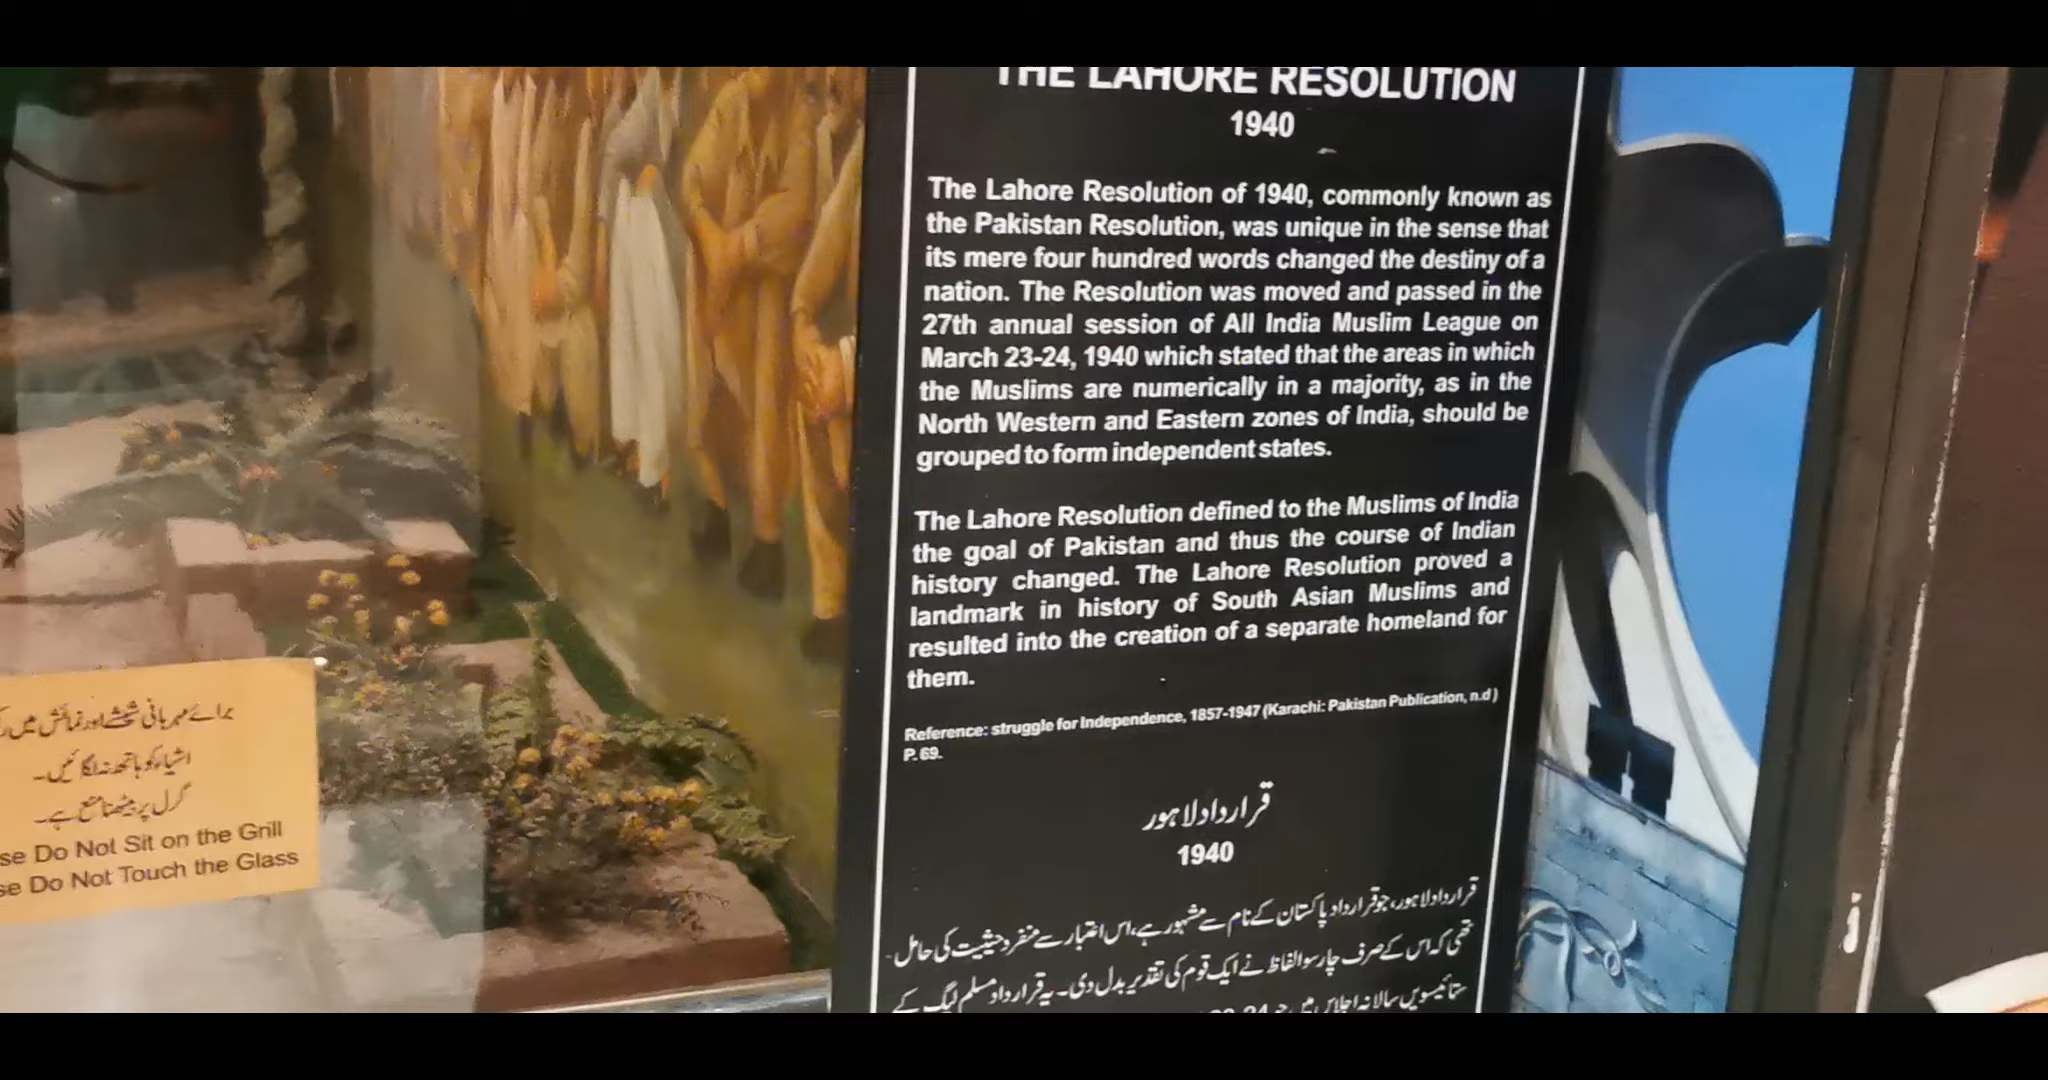 THE LAHORE RESOLUTION
1940
The Lahore Resolution of 1940, commonly known as
the Pakistan Resolution, was unique in the sense that
its mere four hundred words changed the destiny of a
nation. The Resolution was moved and passed in the
27th annual session of All India Muslim League on
March 23-24, 1940 which stated that the areas in which
the Muslims are numerically in a majority, as in the
North Western and Eastern zones of India, should be
grouped to form independent states.
The Lahore Resolution defined to the Muslims of India
the goal of Pakistan and thus the course of Indian
history changed. The Lahore Resolution proved a
landmark in history of South Asian Muslims and
resulted into the creation of a separate homeland for
them.
Reference: struggle for Independence, 1857-1947 (Karachi: Pakistan Publication, n.d)
P. 69.
قرارداد لاہور
1940
قرارداد لاہور، جو قرارداد پاکستان کے نام سے مشہور ہے، اس اعتبار سے منفرد حیثیت کی حامل
تھی کہ اس کے صرف چار سو الفاظ نے ایک قوم کی تقدیر بدل دی۔ یہ قرارداد مسلم لیگ کے
ستائیسویں سالانہ اجلاس میں جو
برائے مہربانی شیشے اور نمائش میں
اشیاء کو ہاتھ نہ لگائیں۔
گرل پر بیٹھنا منع ہے۔
se Do Not Sit on the Grill
se Do Not Touch the Glass